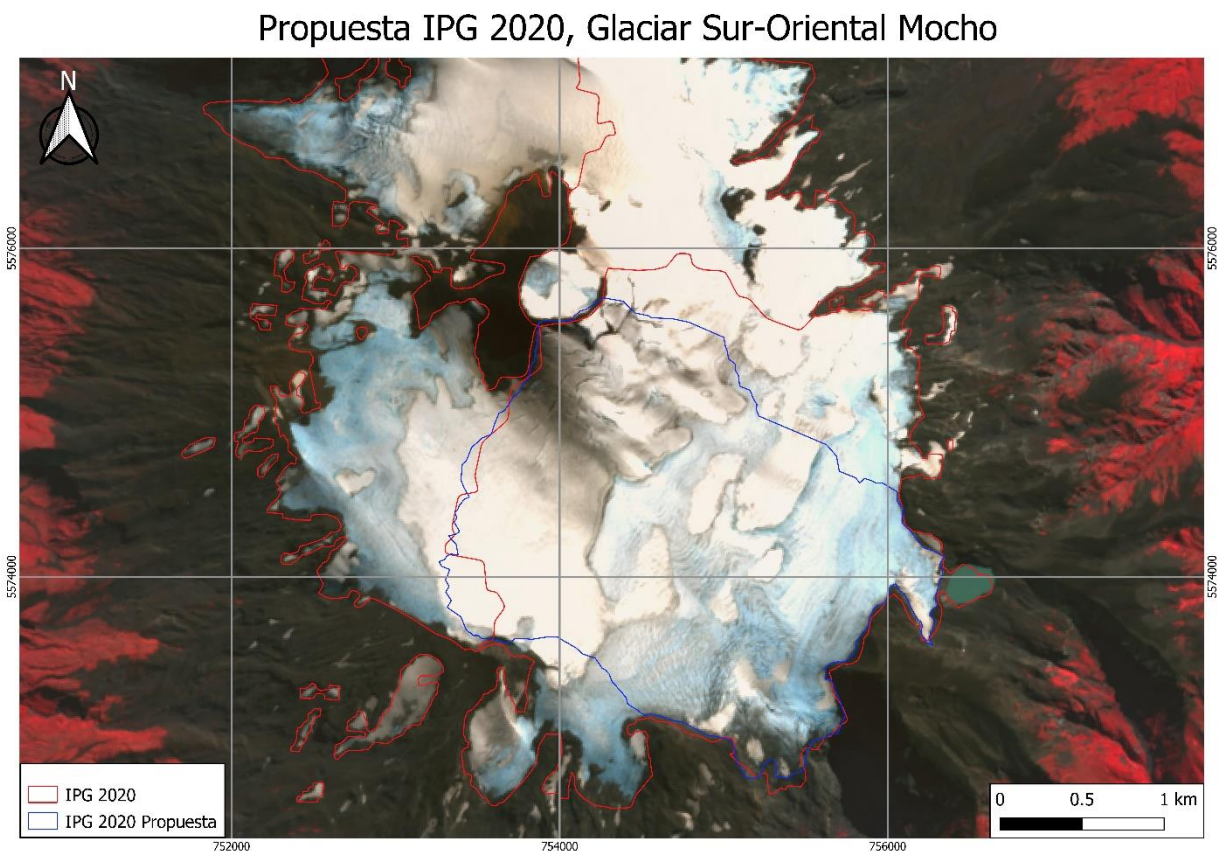 Propuesta IPG 2020, Glaciar Sur-Oriental Mocho
N
5576000
5576000
5574000
5574000
IPG 2020
IPG 2020 Propuesta
0 0.5 1 km
752000 754000 756000